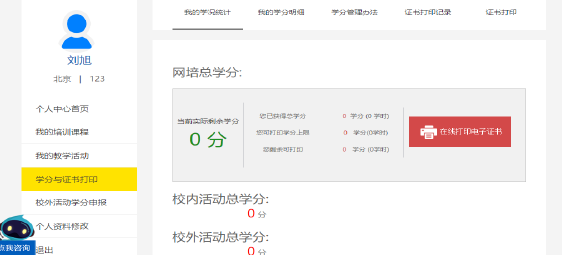 我的学况统计
我的学分明细
学分管理办法
证书打印记录
证书打印
刘旭
北京 | 123
个人中心首页
我的培训课程
我的教学活动
学分与证书打印
校外活动学分申报
个人资料修改
退出
点我咨询
网培总学分:
当前实际剩余学分
0 分
您已获得总学分 0 学分 (0 学时)
您可打印学分上限 0 学分(0学时)
您剩余可打印 0 学分 (0学时)
在线打印电子证书
校内活动总学分:
0 分
校外活动总学分:
0 分